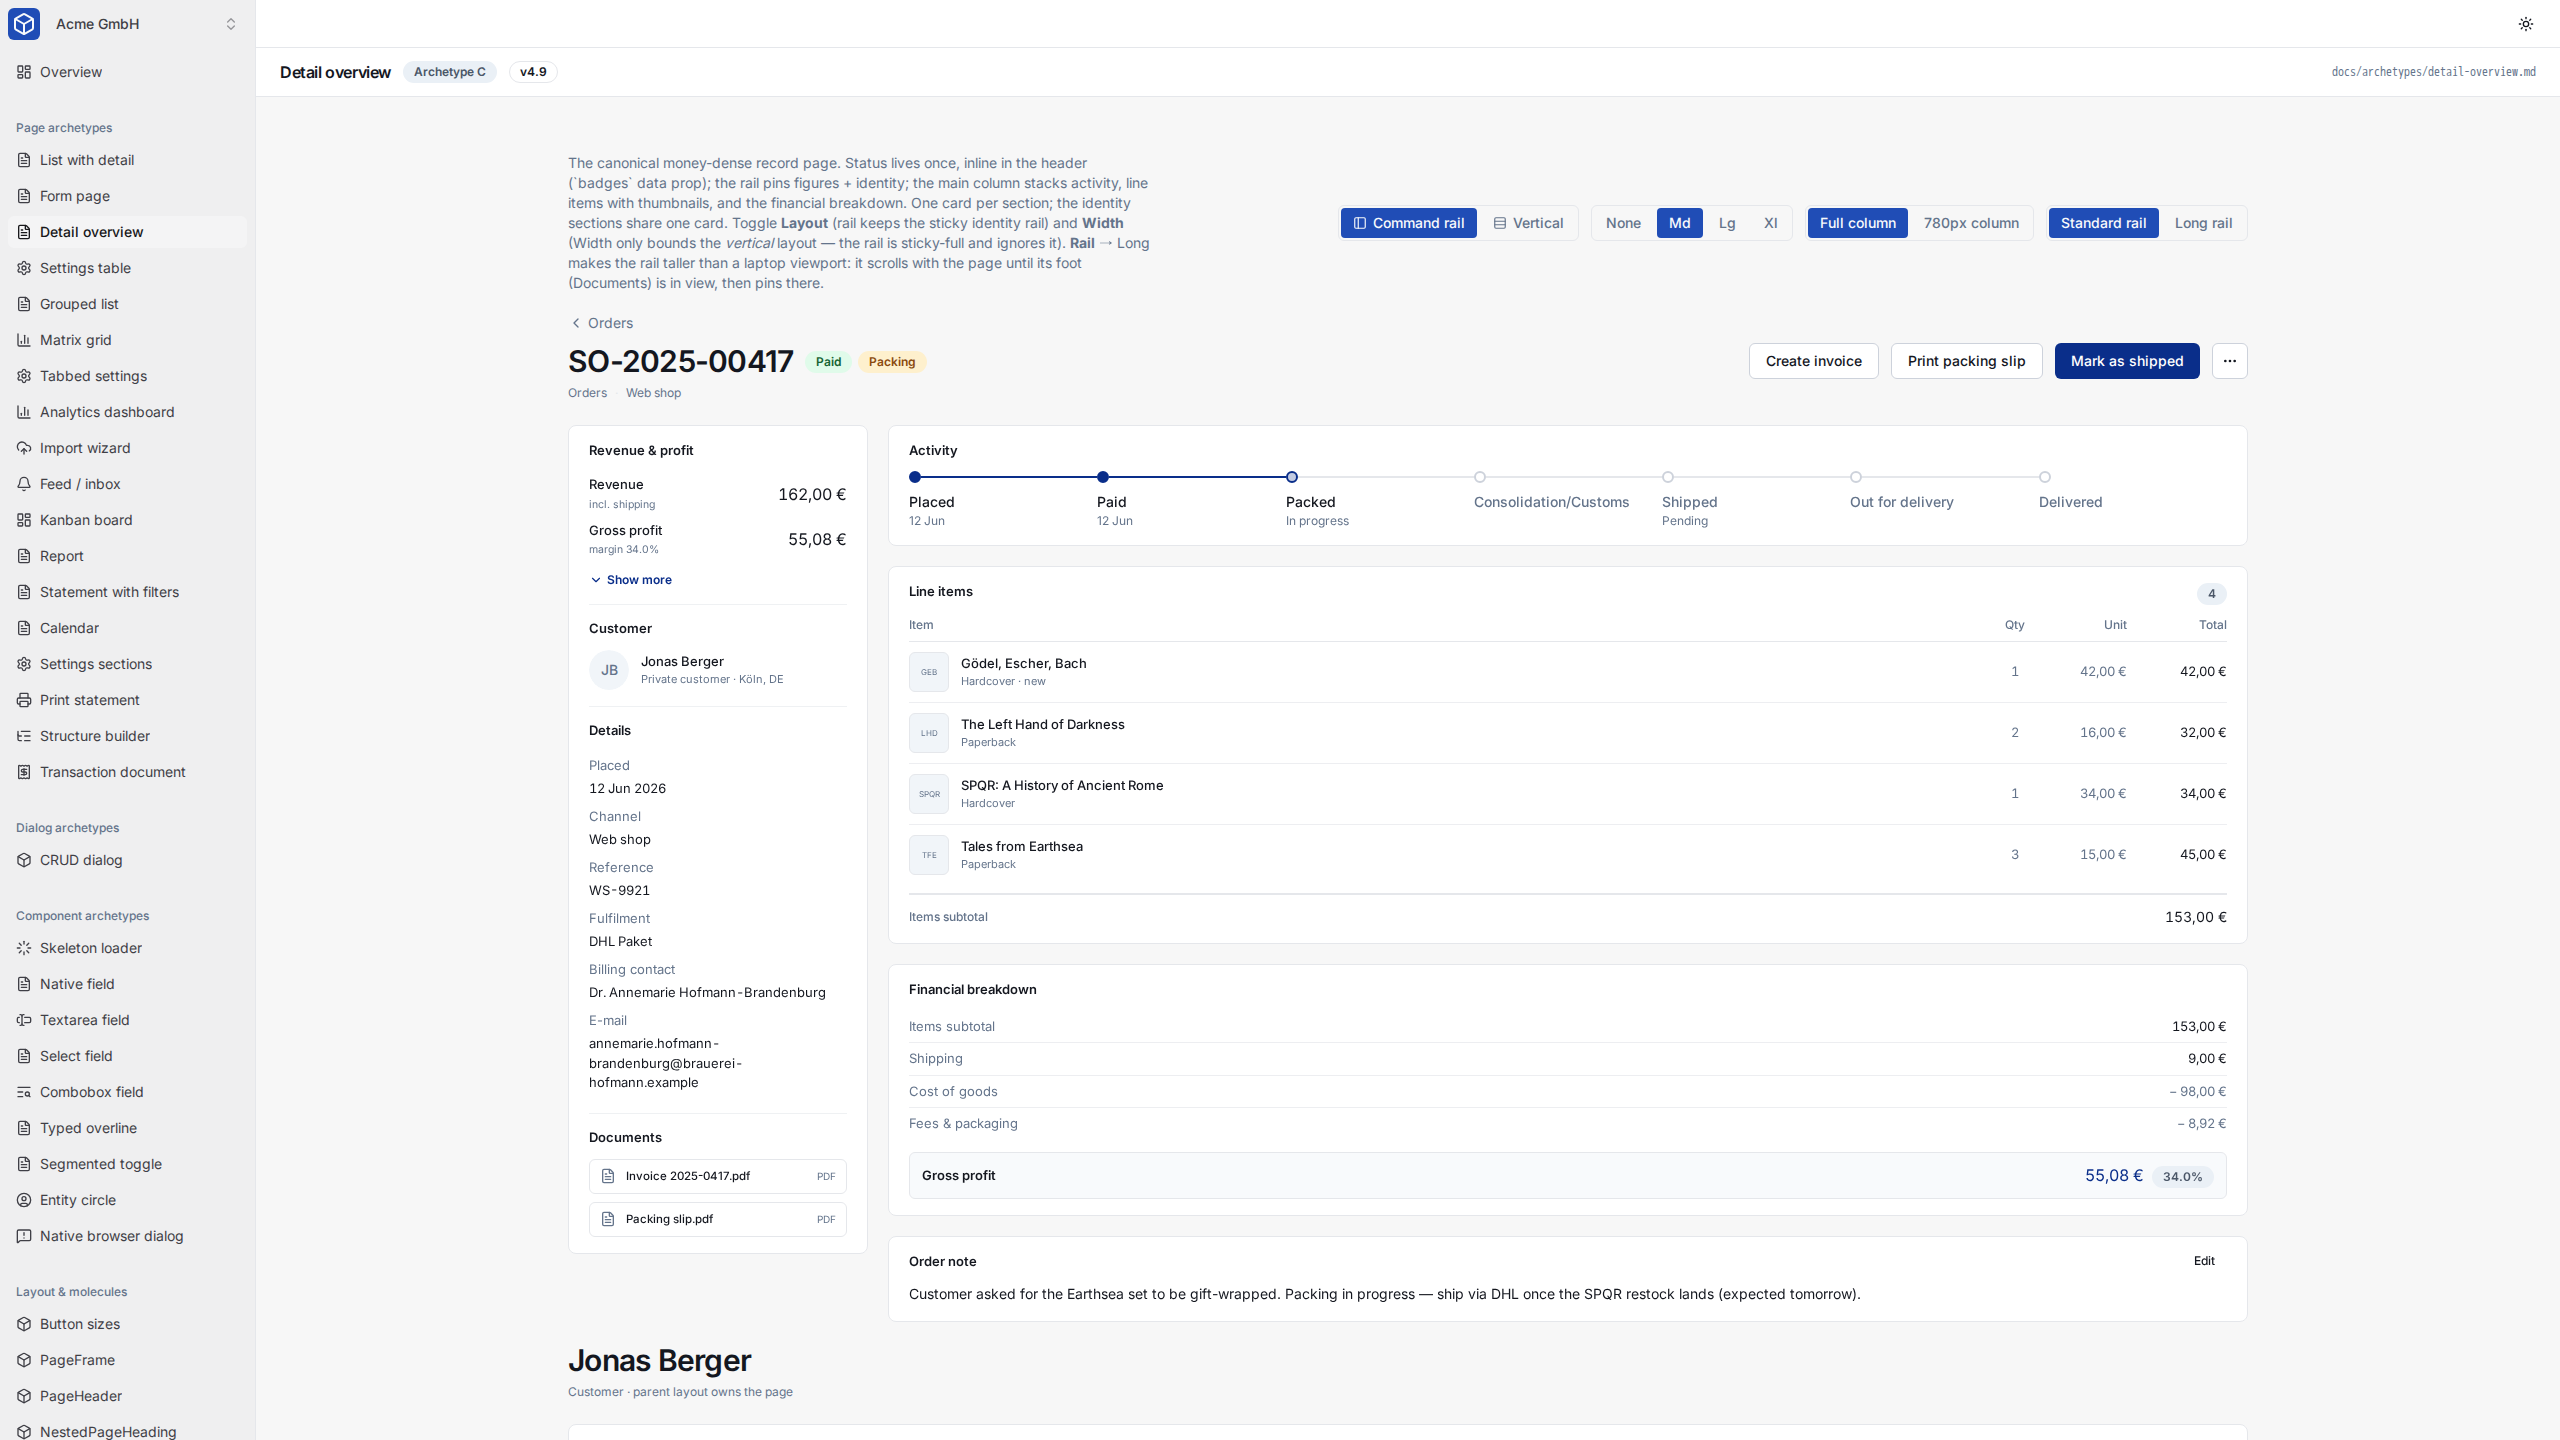 Acme GmbH
Overview
Page archetypes
List with detail
Form page
Detail overview
Settings table
Grouped list
Matrix grid
Tabbed settings
Analytics dashboard
Import wizard
Feed / inbox
Kanban board
Report
Statement with filters
Calendar
Settings sections
Print statement
Structure builder
Transaction document
Dialog archetypes
CRUD dialog
Component archetypes
Skeleton loader
Native field
Textarea field
Select field
Combobox field
Typed overline
Segmented toggle
Entity circle
Native browser dialog
Layout & molecules
Button sizes
PageFrame
PageHeader
NestedPageHeading
Detail overview Archetype C v4.9 docs/archetypes/detail-overview.md
The canonical money-dense record page. Status lives once, inline in the header
(`badges` data prop); the rail pins figures + identity; the main column stacks activity, line
items with thumbnails, and the financial breakdown. One card per section; the identity
sections share one card. Toggle Layout (rail keeps the sticky identity rail) and Width
(Width only bounds the vertical layout — the rail is sticky-full and ignores it). Rail → Long
makes the rail taller than a laptop viewport: it scrolls with the page until its foot
(Documents) is in view, then pins there.
Command rail Vertical None Md Lg Xl Full column 780px column Standard rail Long rail
Orders
SO-2025-00417 Paid Packing
Orders · Web shop
Create invoice Print packing slip Mark as shipped ···
Revenue & profit
Revenue 162,00 €
incl. shipping
Gross profit 55,08 €
margin 34.0%
Show more
Customer
JB Jonas Berger
Private customer · Köln, DE
Details
Placed
12 Jun 2026
Channel
Web shop
Reference
WS-9921
Fulfilment
DHL Paket
Billing contact
Dr. Annemarie Hofmann-Brandenburg
E-mail
annemarie.hofmann-
brandenburg@brauerei-
hofmann.example
Documents
Invoice 2025-0417.pdf PDF
Packing slip.pdf PDF
Activity
Placed Paid Packed Consolidation/Customs Shipped Out for delivery Delivered
12 Jun 12 Jun In progress Pending
Line items 4
Item Qty Unit Total
GEB Gödel, Escher, Bach 1 42,00 € 42,00 €
Hardcover · new
LHD The Left Hand of Darkness 2 16,00 € 32,00 €
Paperback
SPQR SPQR: A History of Ancient Rome 1 34,00 € 34,00 €
Hardcover
TFE Tales from Earthsea 3 15,00 € 45,00 €
Paperback
Items subtotal 153,00 €
Financial breakdown
Items subtotal 153,00 €
Shipping 9,00 €
Cost of goods − 98,00 €
Fees & packaging − 8,92 €
Gross profit 55,08 € 34.0%
Order note Edit
Customer asked for the Earthsea set to be gift-wrapped. Packing in progress — ship via DHL once the SPQR restock lands (expected tomorrow).
Jonas Berger
Customer · parent layout owns the page